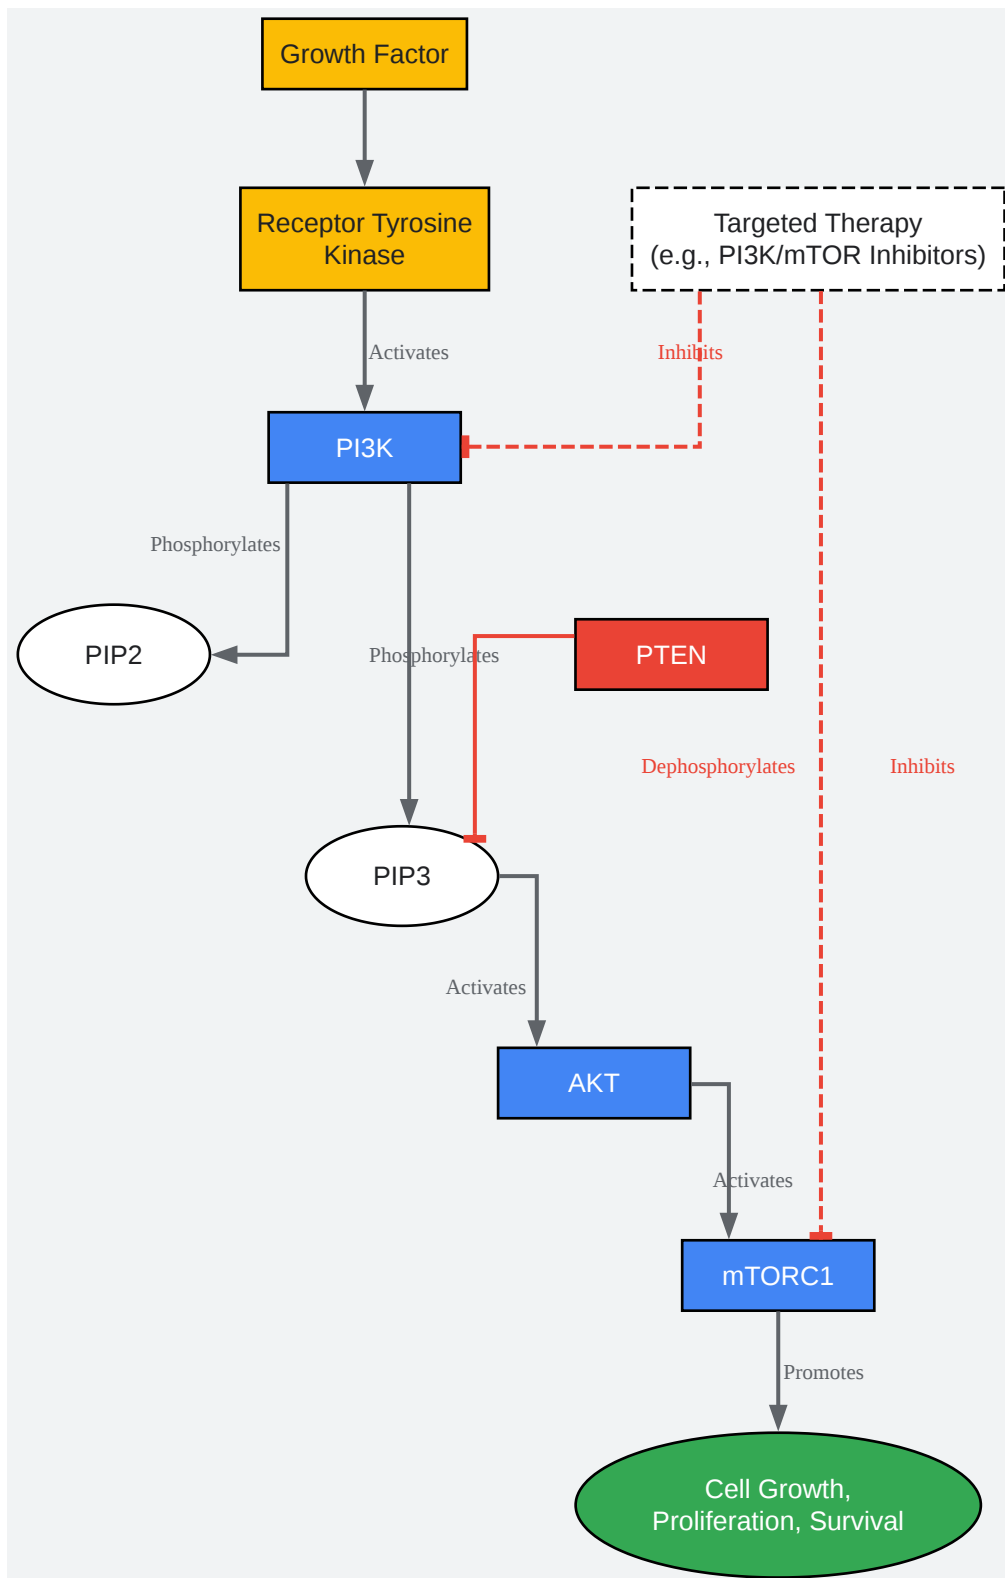 Growth Factor
Receptor Tyrosine
Kinase
Targeted Therapy
(e.g., PI3K/mTOR Inhibitors)
Activates
Inhibits
PI3K
Phosphorylates
PIP2
Phosphorylates
PTEN
Dephosphorylates
Inhibits
PIP3
Activates
AKT
Activates
mTORC1
Promotes
Cell Growth,
Proliferation, Survival